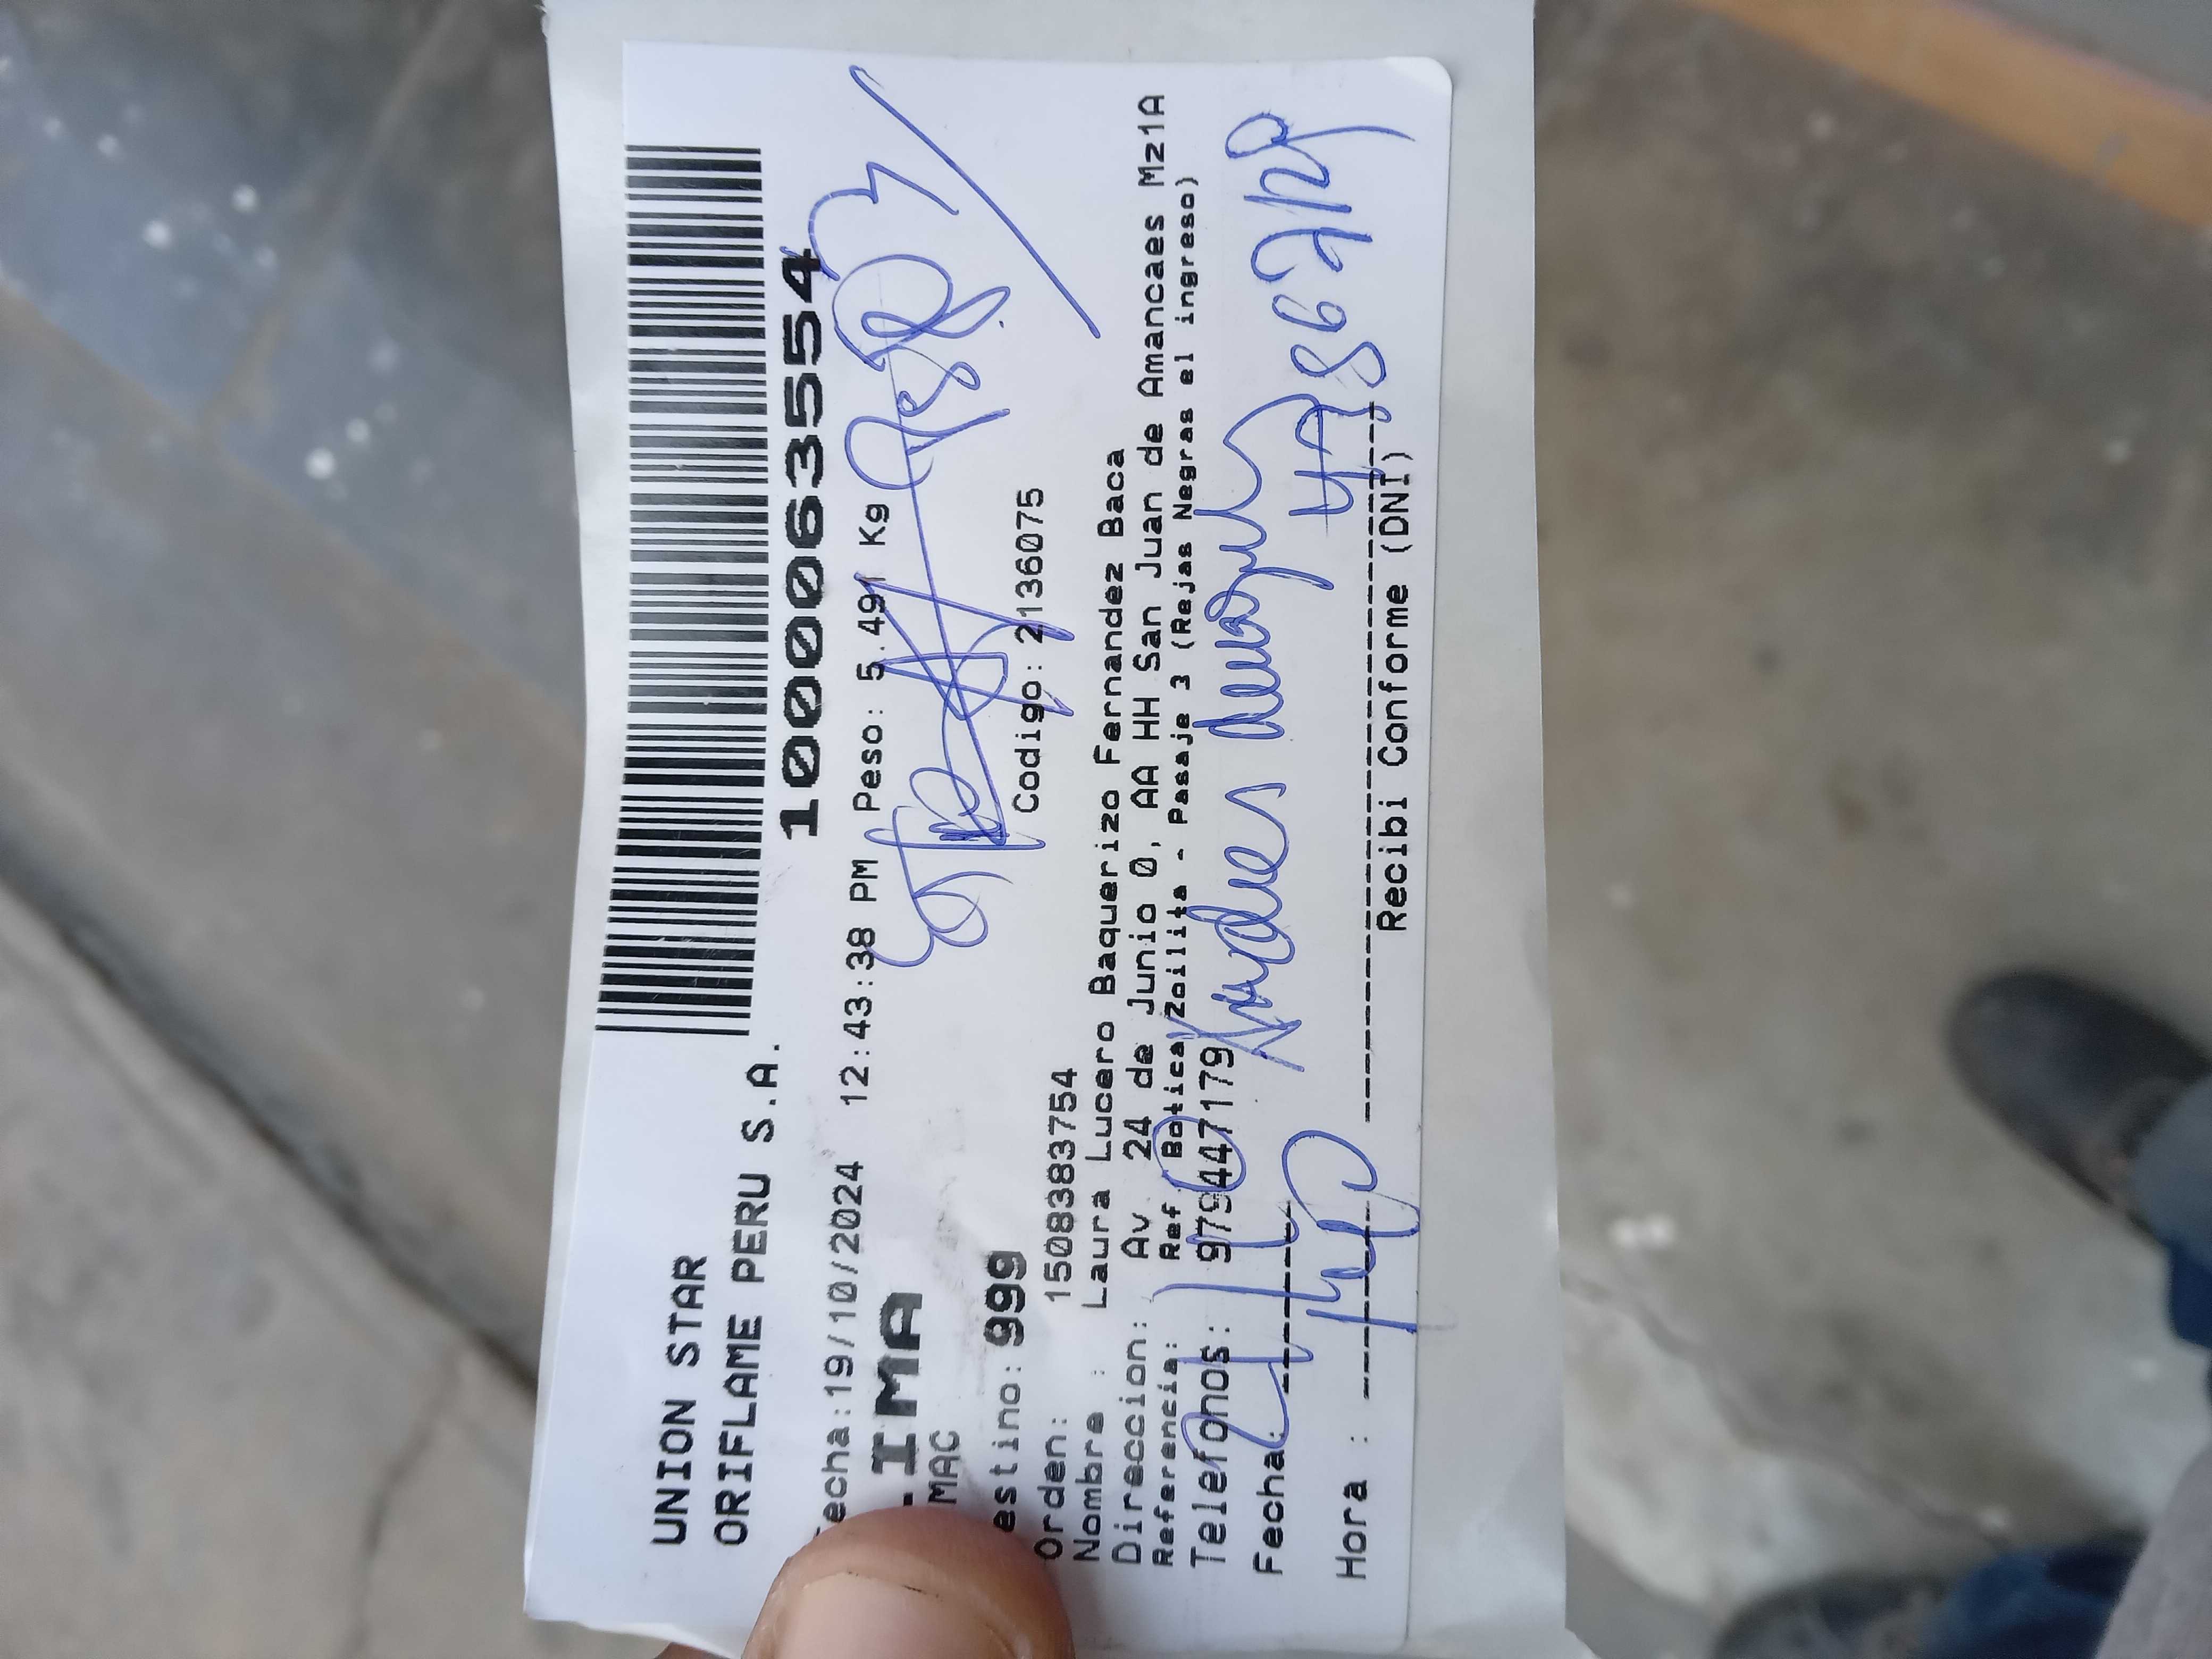 UNION STAR
ORIFLAME PERU S.A.
10006063554
echa:19/10/2024 12:43:38 PM Peso: 5.491 Kg
IMA
MAC
estino: 999
Codigo: 2136075
Orden: 150838754
Nombre : Laura Lucero Baquerizo Fernandez Baca
Direccion: Av. 24 de Junio 0, AA HH San Juan de Amancaes Mz1A
Referencia: Ref Botica Zoilita - Pasaje 3 (Rejas Negras el ingreso)
Telefonos: 979447179
Fecha:
Hora :
Recibi Conforme (DNI)